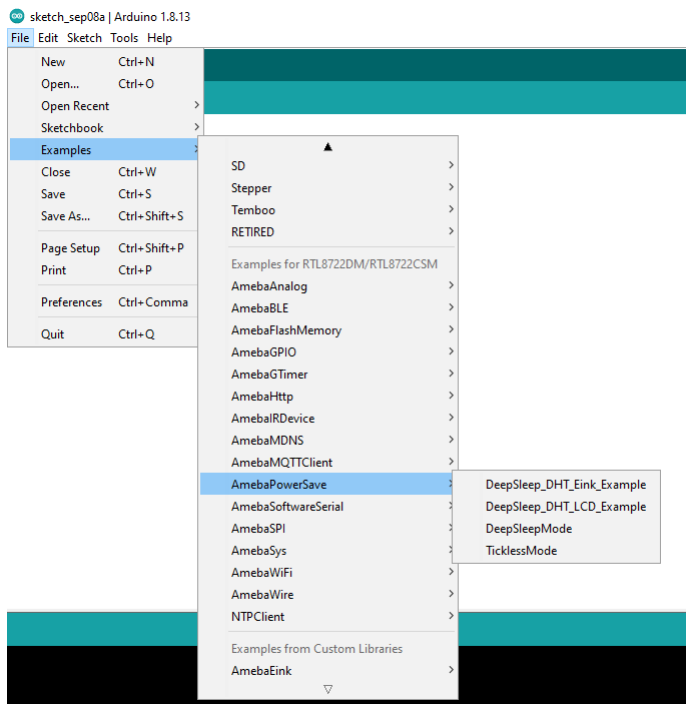 sketch_sep08a | Arduino 1.8.13
File Edit Sketch Tools Help
New Ctrl+N
Open... Ctrl+O
Open Recent
Sketchbook
Examples
Close Ctrl+W
Save Ctrl+S
Save As... Ctrl+Shift+S
Page Setup Ctrl+Shift+P
Print Ctrl+P
Preferences Ctrl+Comma
Quit Ctrl+Q
SD
Stepper
Temboo
RETIRED
Examples for RTL8722DM/RTL8722CSM
AmebaAnalog
AmebaBLE
AmebaFlashMemory
AmebaGPIO
AmebaGTimer
AmebaHttp
AmebaIRDevice
AmebaMDNS
AmebaMQTTClient
AmebaPowerSave
AmebaSoftwareSerial
AmebaSPI
AmebaSys
AmebaWiFi
AmebaWire
NTPClient
Examples from Custom Libraries
AmebaEink
DeepSleep_DHT_Eink_Example
DeepSleep_DHT_LCD_Example
DeepSleepMode
TicklessMode